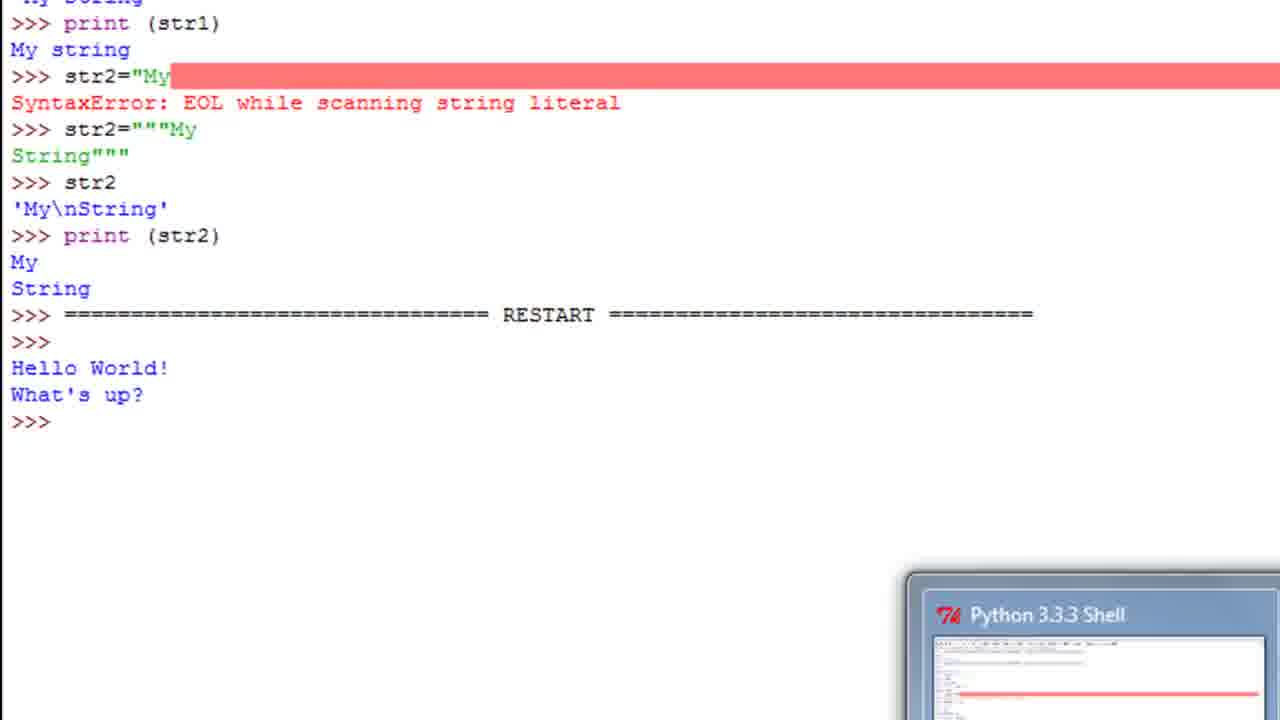 'My string'
>>> print (str1)
My string
>>> str2="My
SyntaxError: EOL while scanning string literal
>>> str2="""My
String"""
>>> str2
'My\nString'
>>> print (str2)
My
String
>>> ================================ RESTART ================================
>>>
Hello World!
What's up?
>>>
Python 3.3.3 Shell